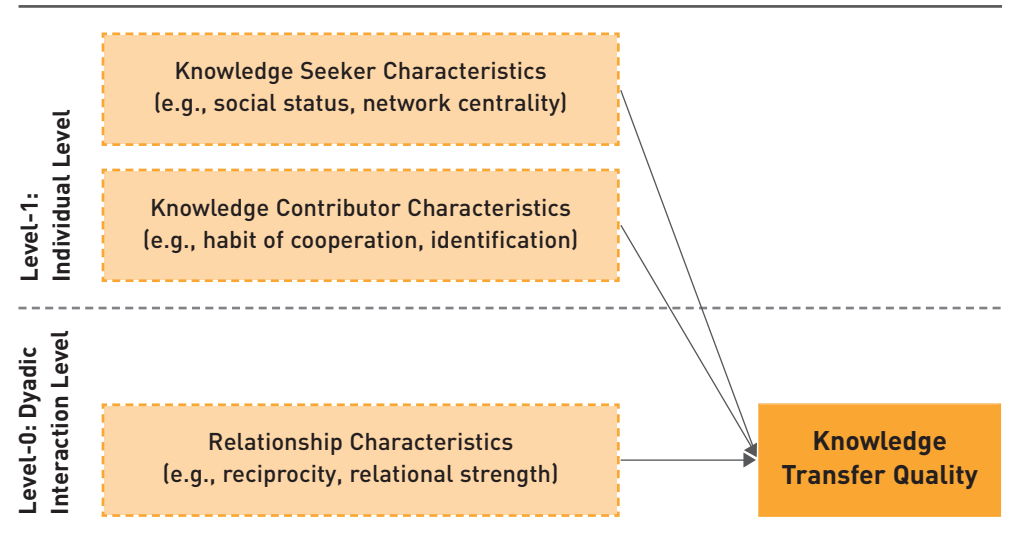 Level-1:
Individual Level
Knowledge Seeker Characteristics
(e.g., social status, network centrality)
Knowledge Contributor Characteristics
(e.g., habit of cooperation, identification)
Level-0: Dyadic
Interaction Level
Relationship Characteristics
(e.g., reciprocity, relational strength)
Knowledge
Transfer Quality